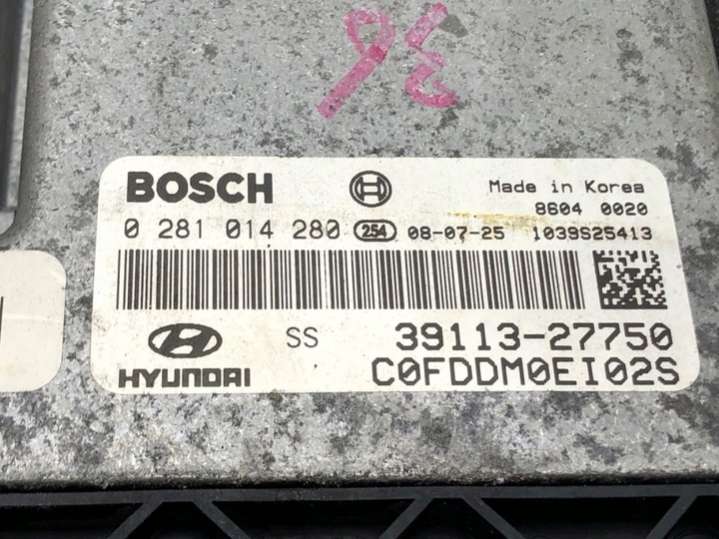 36
BOSCH
Made in Korea
8604 0020
0 281 014 280 254 08-07-25 1039S25413
SS 39113-27750
HYUNDAI C0FDDM0EI02S